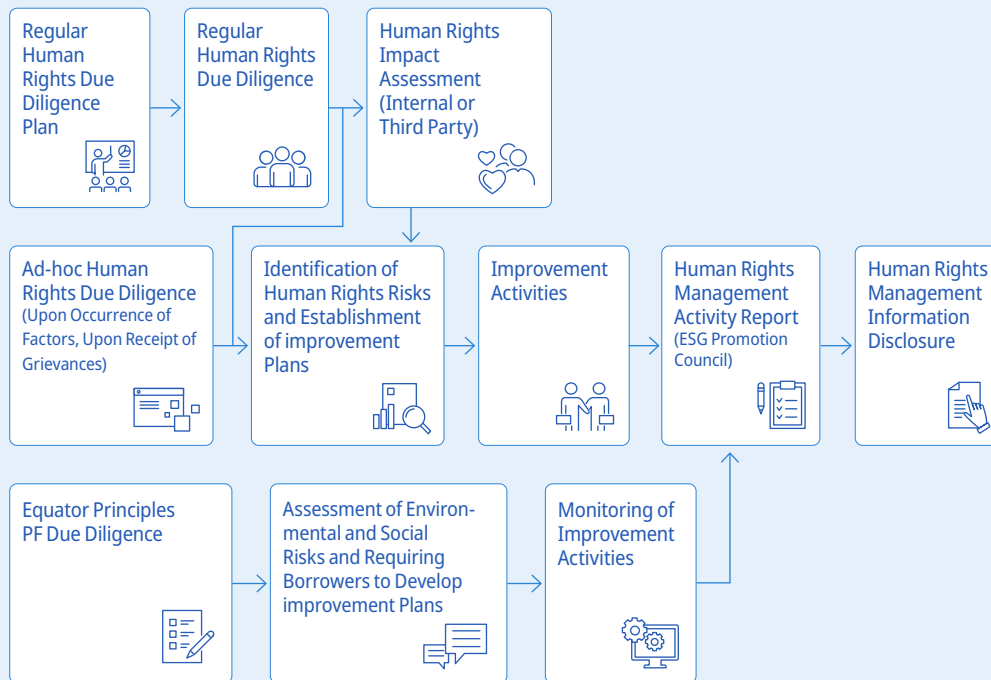 Regular
Human
Rights Due
Diligence
Plan
Regular
Human Rights
Due Diligence
Human Rights
Impact
Assessment
(Internal or
Third Party)
Ad-hoc Human
Rights Due Diligence
(Upon Occurrence of
Factors, Upon Receipt of
Grievances)
Identification of
Human Rights Risks
and Establishment
of improvement
Plans
Improvement
Activities
Human Rights
Management
Activity Report
(ESG Promotion
Council)
Human Rights
Management
Information
Disclosure
Equator Principles
PF Due Diligence
Assessment of Environ-
mental and Social
Risks and Requiring
Borrowers to Develop
improvement Plans
Monitoring of
Improvement
Activities